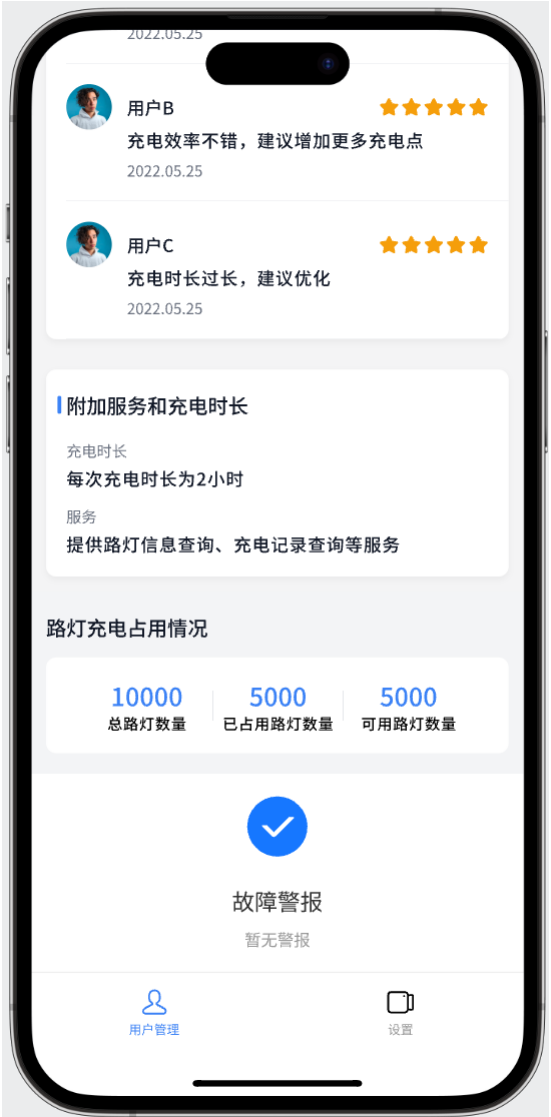 2022.05.25
用户B
充电效率不错，建议增加更多充电点
2022.05.25
用户C
充电时长过长，建议优化
2022.05.25
附加服务和充电时长
充电时长
每次充电时长为2小时
服务
提供路灯信息查询、充电记录查询等服务
路灯充电占用情况
10000 5000 5000
总路灯数量 已占用路灯数量 可用路灯数量
故障警报
暂无警报
用户管理 设置